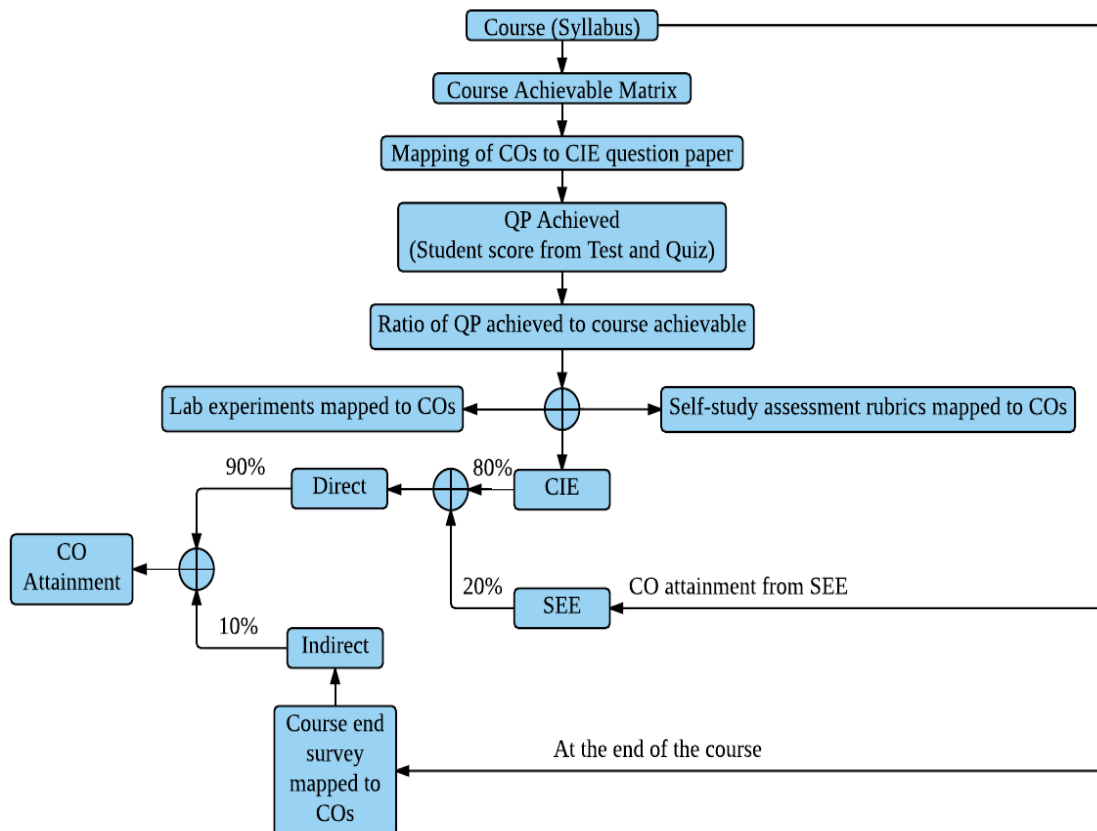 Course (Syllabus)
Course Achievable Matrix
Mapping of COs to CIE question paper
QP Achieved
(Student score from Test and Quiz)
Ratio of QP achieved to course achievable
Lab experiments mapped to COs
Self-study assessment rubrics mapped to COs
90%
Direct
80%
CIE
CO
Attainment
20%
SEE
CO attainment from SEE
10%
Indirect
Course end
survey
mapped to
COs
At the end of the course